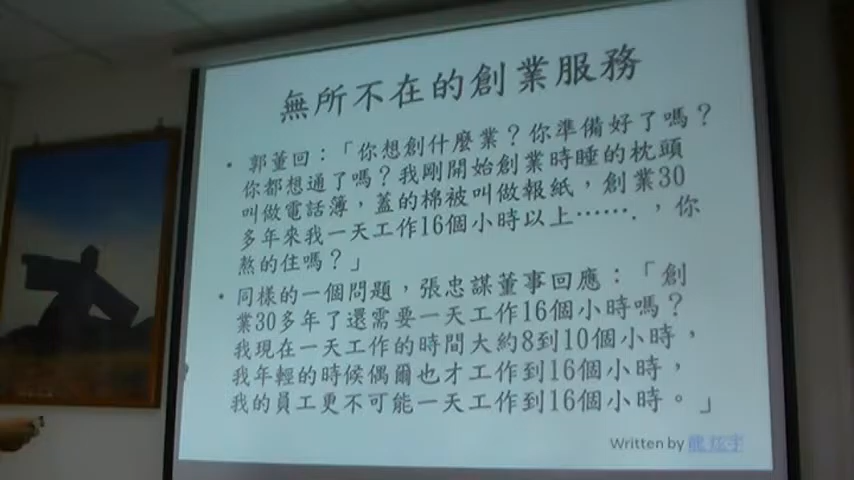 無所不在的創業服務
• 郭董回：「你想創什麼業？你準備好了嗎？
你都想通了嗎？我剛開始創業時睡的枕頭
叫做電話簿，蓋的棉被叫做報紙，創業30
多年來我一天工作16個小時以上…….，你
熬的住嗎？」
• 同樣的一個問題，張忠謀董事回應：「創
業30多年了還需要一天工作16個小時嗎？
我現在一天工作的時間大約8到10個小時，
我年輕的時候偶爾也才工作到16個小時，
我的員工更不可能一天工作到16個小時。」
Written by